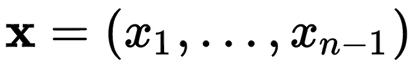 𝐱 = (x₁, . . . , xₙ₋₁)